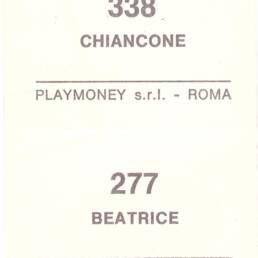 338
CHIANCONE
PLAYMONEY s.r.l. - ROMA
277
BEATRICE